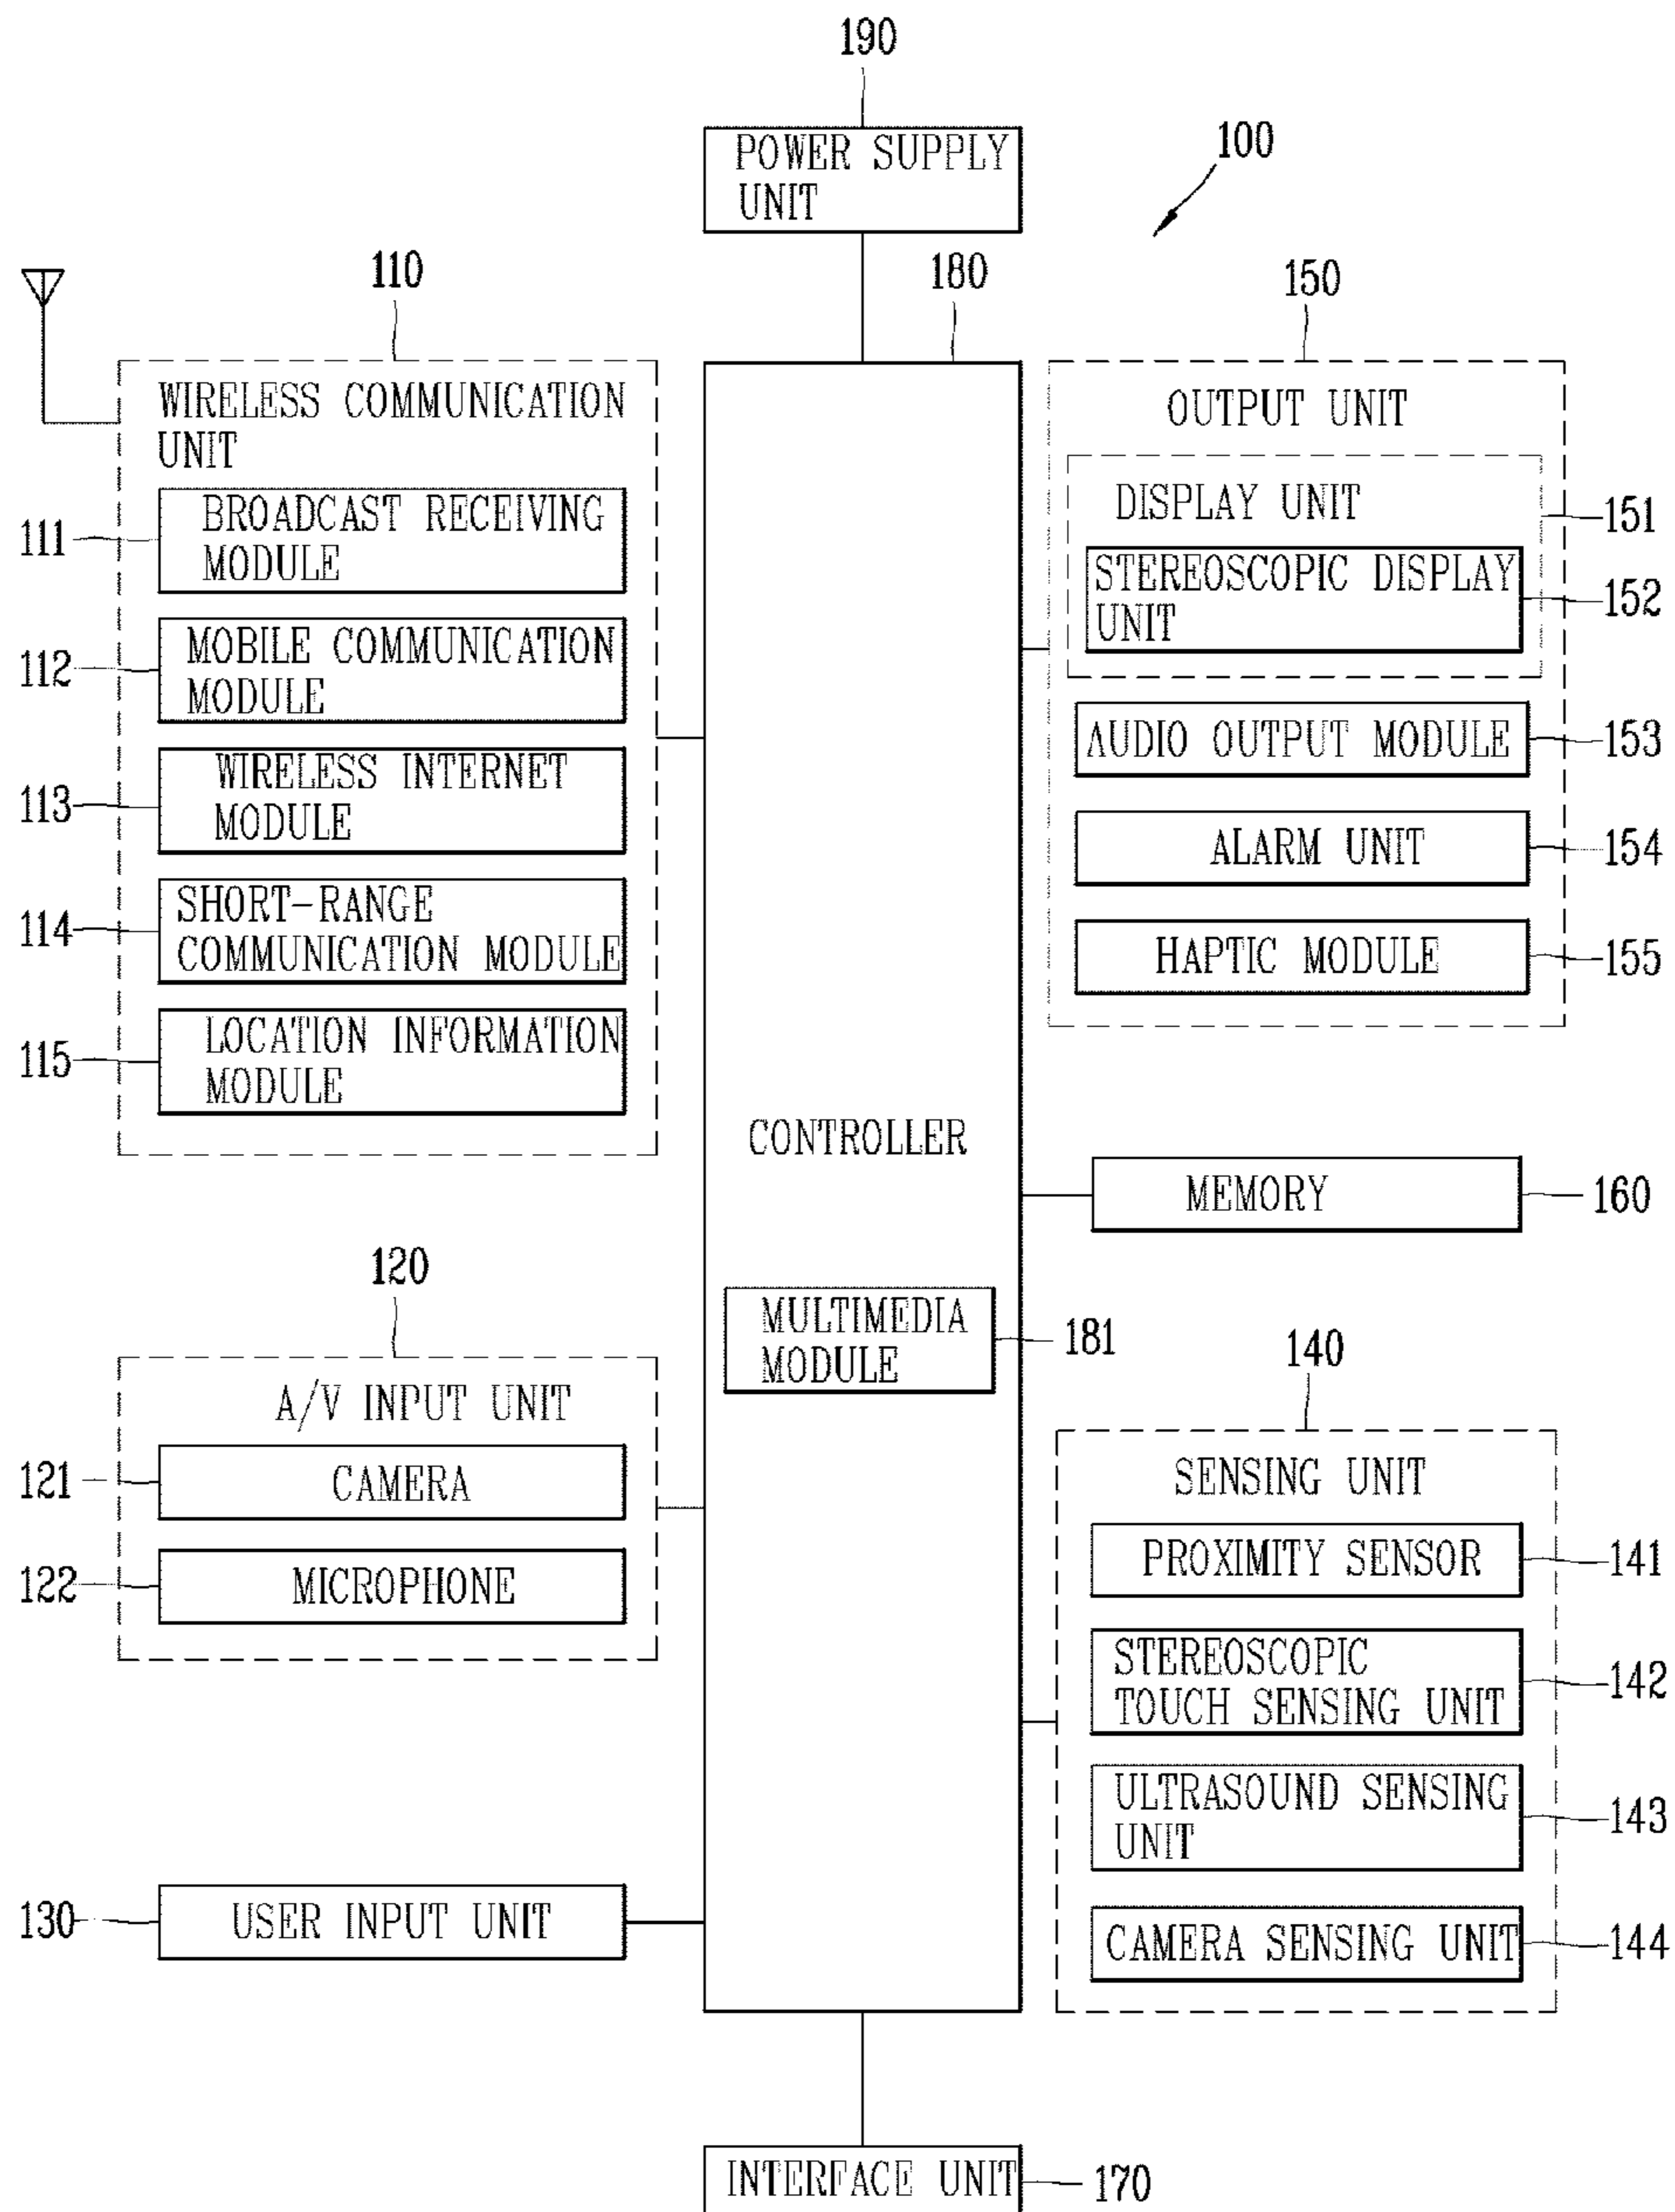 190
POWER SUPPLY
UNIT
100
110
180
150
WIRELESS COMMUNICATION
UNIT
111
BROADCAST RECEIVING
MODULE
112
MOBILE COMMUNICATION
MODULE
113
WIRELESS INTERNET
MODULE
114
SHORT-RANGE
COMMUNICATION MODULE
115
LOCATION INFORMATION
MODULE
OUTPUT UNIT
DISPLAY UNIT
151
STEREOSCOPIC DISPLAY
UNIT
152
AUDIO OUTPUT MODULE
153
ALARM UNIT
154
HAPTIC MODULE
155
CONTROLLER
MEMORY
160
MULTIMEDIA
MODULE
181
120
A/V INPUT UNIT
121
CAMERA
122
MICROPHONE
140
SENSING UNIT
PROXIMITY SENSOR
141
STEREOSCOPIC
TOUCH SENSING UNIT
142
ULTRASOUND SENSING
UNIT
143
CAMERA SENSING UNIT
144
130
USER INPUT UNIT
INTERFACE UNIT
170